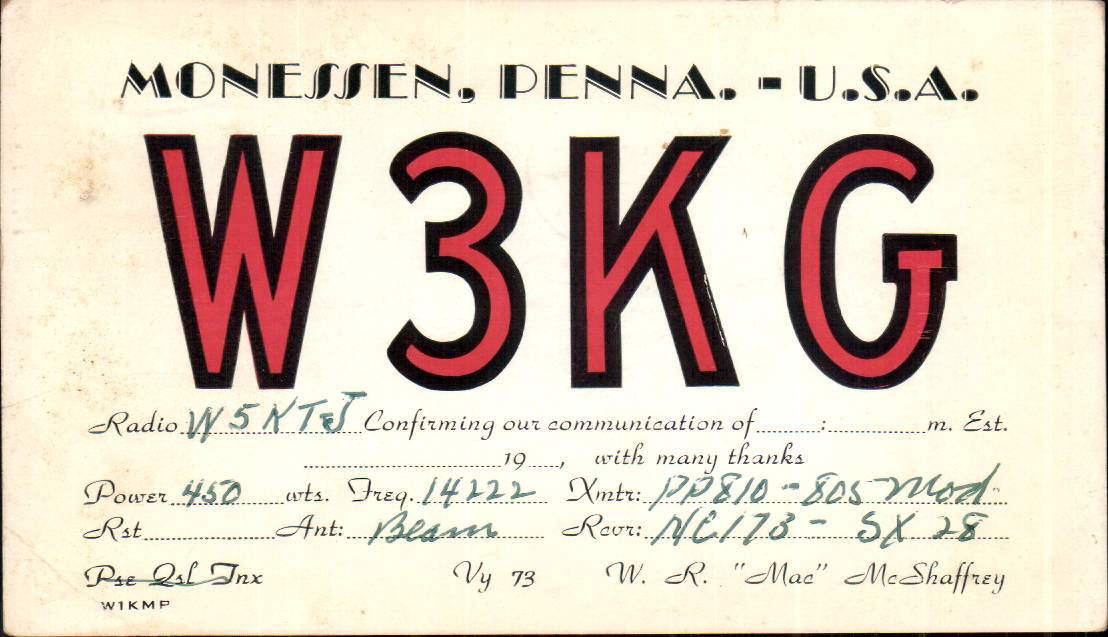 MONESSEN, PENNA. - U.S.A.
W3KG
Radio W5KTJ Confirming our communication of ......:.........m. Est.
..............................19...., with many thanks
Power 450 wts. Freq. 14222 Xmtr: PP810-805 Mod
Rst.............Ant: Beam Rcvr: NC173 - SX 28
Pse Qsl Tnx Vy 73 W. R. "Mac" McShaffrey
W1KMP